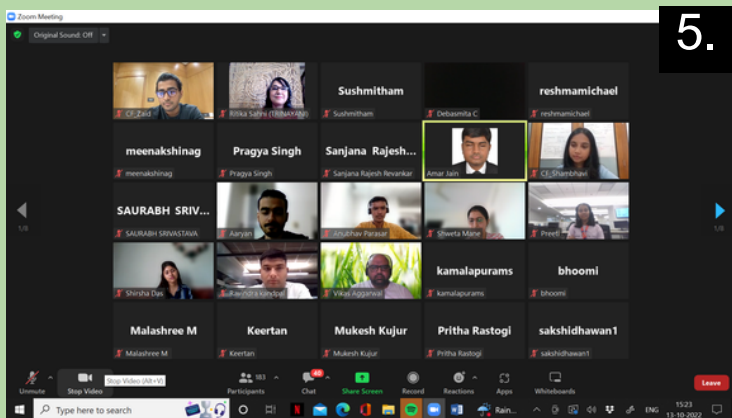 Zoom Meeting
5.
Original Sound: Off
CF_Zaid
Ritika Sahni (TRINAYANI)
Sushmitham
Sushmitham
Debasmita C
reshmamichael
reshmamichael
meenakshinag
meenakshinag
Pragya Singh
Pragya Singh
Sanjana Rajesh...
Sanjana Rajesh Revankar
Amar Jain
CF_Shambhavi
SAURABH SRIV...
SAURABH SRIVASTAVA
Aaryan
Anubhav Parasar
Shweta Mane
Preeti
1/8
1/8
Shirsha Das
Ravindra kandpal
Vikas Aggarwal
kamalapurams
kamalapurams
bhoomi
bhoomi
Malashree M
Malashree M
Keertan
Keertan
Mukesh Kujur
Mukesh Kujur
Pritha Rastogi
Pritha Rastogi
sakshidhawan1
sakshidhawan1
Unmute
Stop Video
Stop Video (Alt+V)
183
Participants
40
Chat
Share Screen
Record
Reactions
Apps
Whiteboards
Leave
Type here to search
Rain...
ENG
15:23
13-10-2022